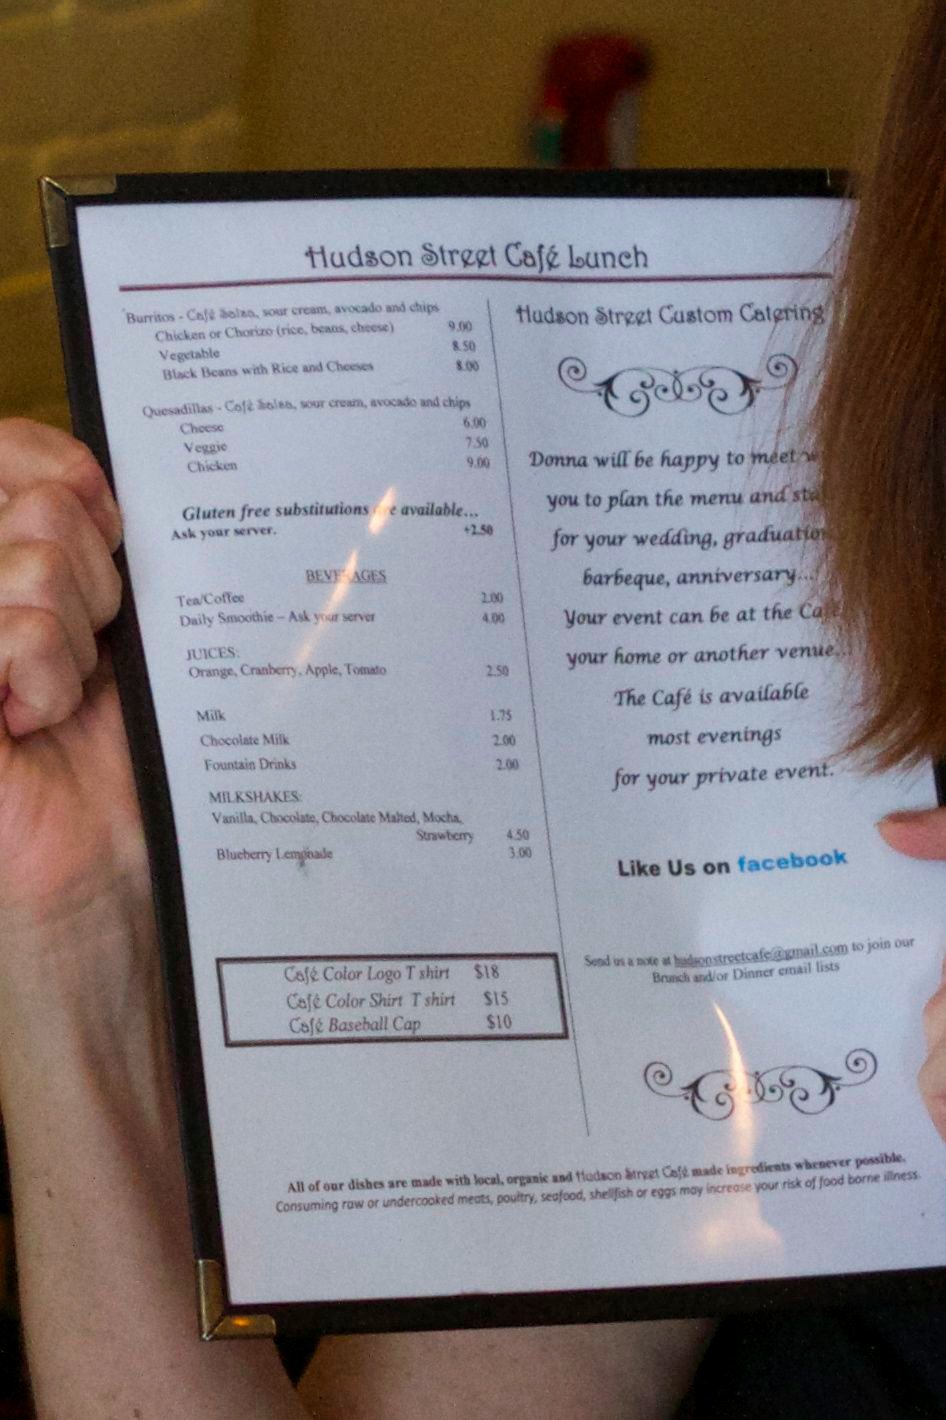 Hudson Street Café Lunch
Burritos - Café Salsa, sour cream, avocado and chips
Chicken or Chorizo (rice, beans, cheese) 9.00
Vegetable 8.50
Black Beans with Rice and Cheeses 8.00
Quesadillas - Café Salsa, sour cream, avocado and chips
Cheese 6.00
Veggie 7.50
Chicken 9.00
Gluten free substitutions are available...
Ask your server. +2.50
BEVERAGES
Tea/Coffee 2.00
Daily Smoothie – Ask your server 4.00
JUICES:
Orange, Cranberry, Apple, Tomato 2.50
Milk 1.75
Chocolate Milk 2.00
Fountain Drinks 2.00
MILKSHAKES:
Vanilla, Chocolate, Chocolate Malted, Mocha,
Strawberry 4.50
Blueberry Lemonade 3.00
Café Color Logo T shirt $18
Café Color Shirt T shirt $15
Café Baseball Cap $10
Hudson Street Custom Catering
Donna will be happy to meet
you to plan the menu and
for your wedding, graduation
barbeque, anniversary...
Your event can be at the Café
your home or another venue...
The Café is available
most evenings
for your private event.
Like Us on facebook
Send us a note at hudsonstreetcafe@gmail.com to join our
Brunch and/or Dinner email lists
All of our dishes are made with local, organic and Hudson Street Café made ingredients whenever possible.
Consuming raw or undercooked meats, poultry, seafood, shellfish or eggs may increase your risk of food borne illness.